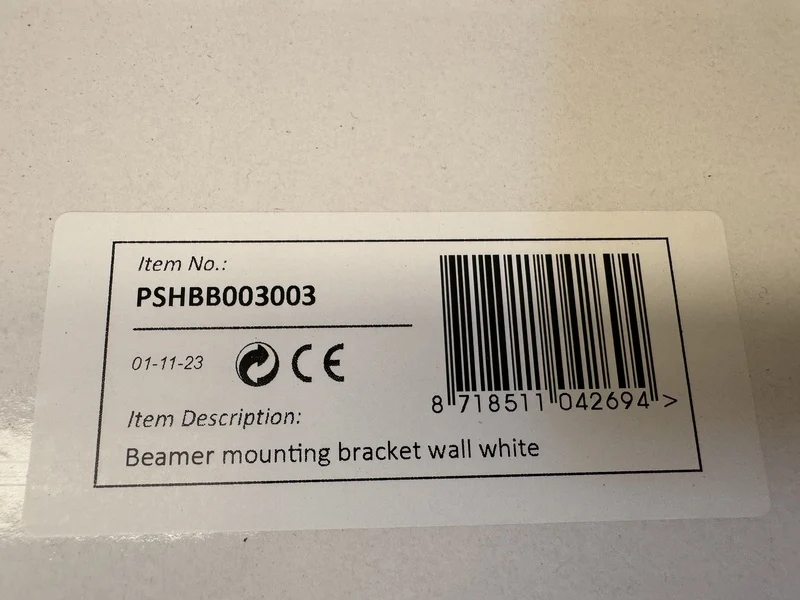 Item No.:
PSHBB003003
01-11-23 CE
Item Description:
Beamer mounting bracket wall white
8 718511 042694 >